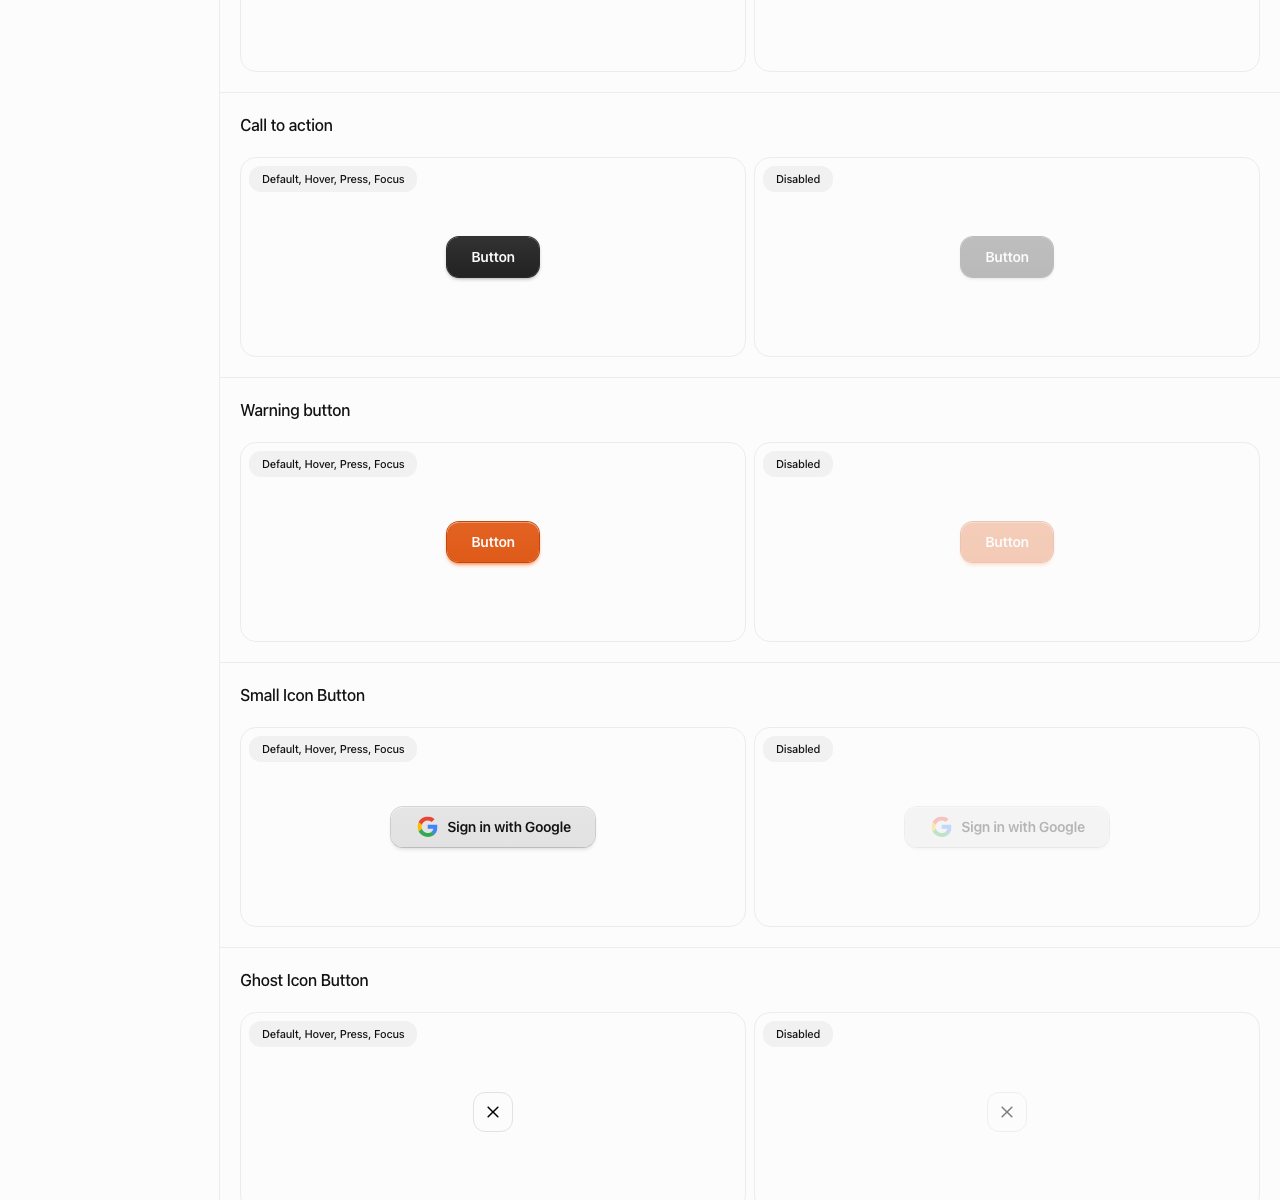 Call to action
Default, Hover, Press, Focus
Disabled
Button
Button
Warning button
Default, Hover, Press, Focus
Disabled
Button
Button
Small Icon Button
Default, Hover, Press, Focus
Disabled
Sign in with Google
Sign in with Google
Ghost Icon Button
Default, Hover, Press, Focus
Disabled